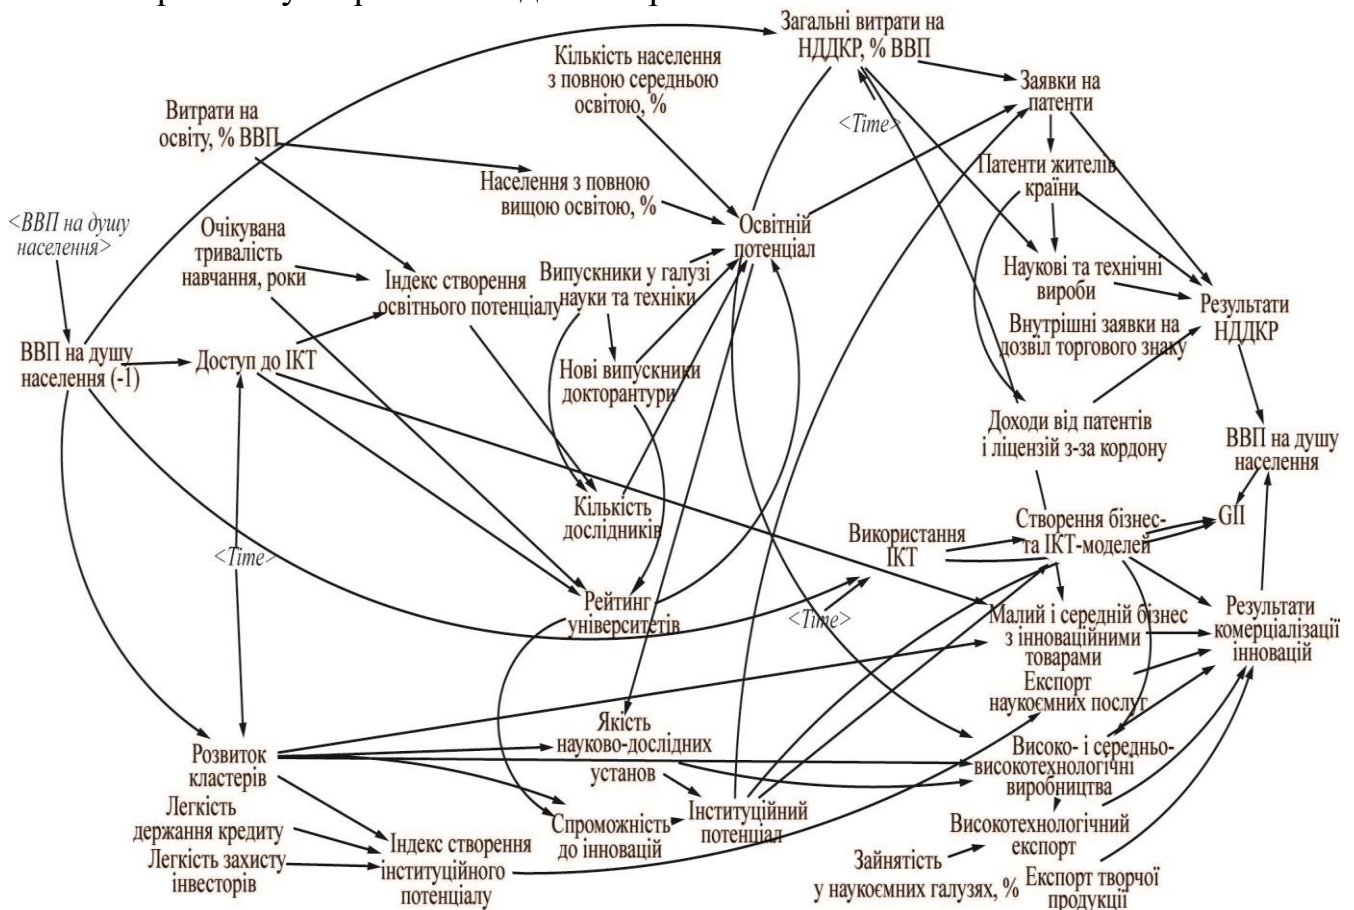 Загальні витрати на
НДДКР, % ВВП
Кількість населення
з повною середньою
освітою, %
Заявки на
патенти
Витрати на
освіту, % ВВП
<Time>
Патенти жителів
країни
Населення з повною
вищою освітою, %
<ВВП на душу
населення>
Очікувана
тривалість
навчання, роки
Освітній
потенціал
Індекс створення
освітнього потенціалу
Випускники у галузі
науки та техніки
Наукові та технічні
вироби
Результати
НДДКР
Внутрішні заявки на
дозвіл торгового знаку
ВВП на душу
населення (-1)
Доступ до ІКТ
Нові випускники
докторантури
Доходи від патентів
і ліцензій з-за кордону
ВВП на душу
населення
Кількість
дослідників
Використання
ІКТ
Створення бізнес-
та ІКТ-моделей
GII
<Time>
Рейтинг
університетів
<Time>
Малий і середній бізнес
з інноваційними
товарами
Результати
комерціалізації
інновацій
Експорт
наукоємних послуг
Розвиток
кластерів
Якість
науково-дослідних
установ
Високо- і середньо-
високотехнологічні
виробництва
Легкість
держання кредиту
Легкість захисту
інвесторів
Індекс створення
інституційного
потенціалу
Спроможність
до інновацій
Інституційний
потенціал
Високотехнологічний
експорт
Зайнятість
у наукоємних галузях, %
Експорт творчої
продукції